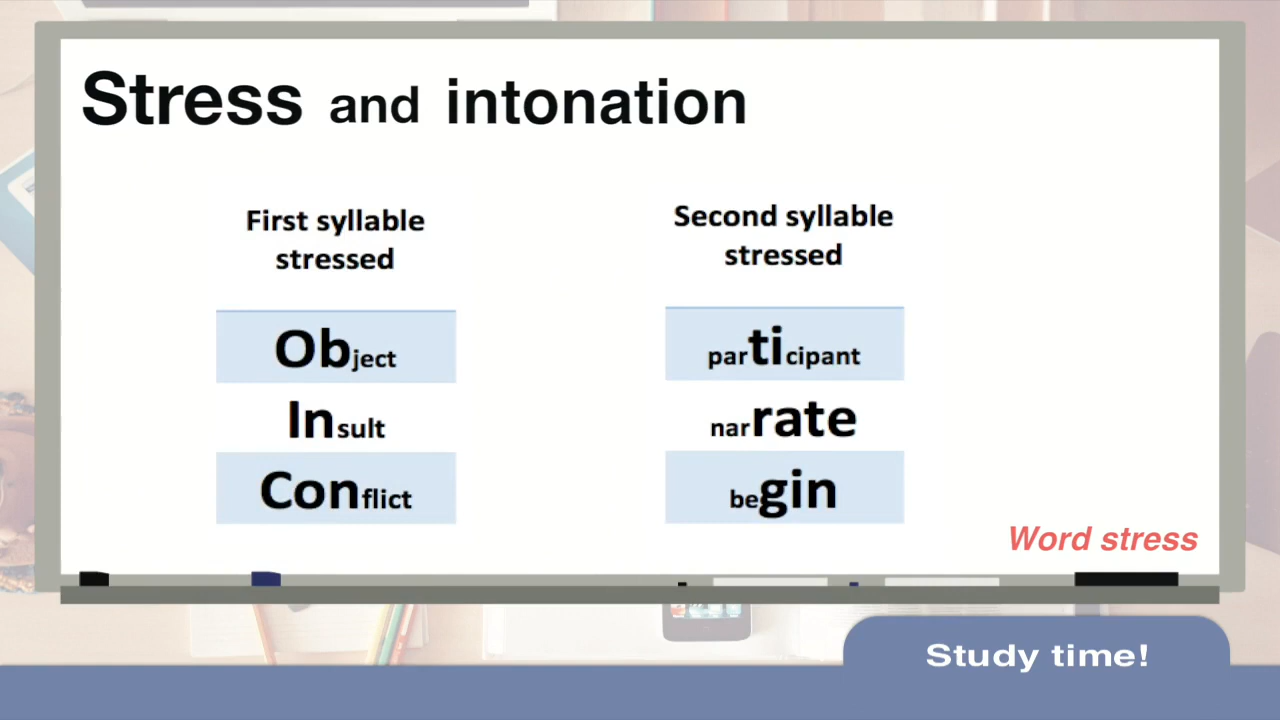 Stress and intonation
First syllable
stressed
Object
Insult
Conflict
Second syllable
stressed
participant
narrate
begin
Word stress
Study time!